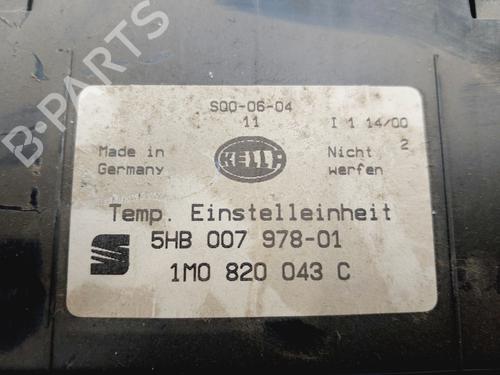 SQ0-06-04
11
I 1 14/00
2
Made in
Germany
HELLA
Nicht
werfen
Temp. Einstelleinheit
5HB 007 978-01
1M0 820 043 C
B-PARTS